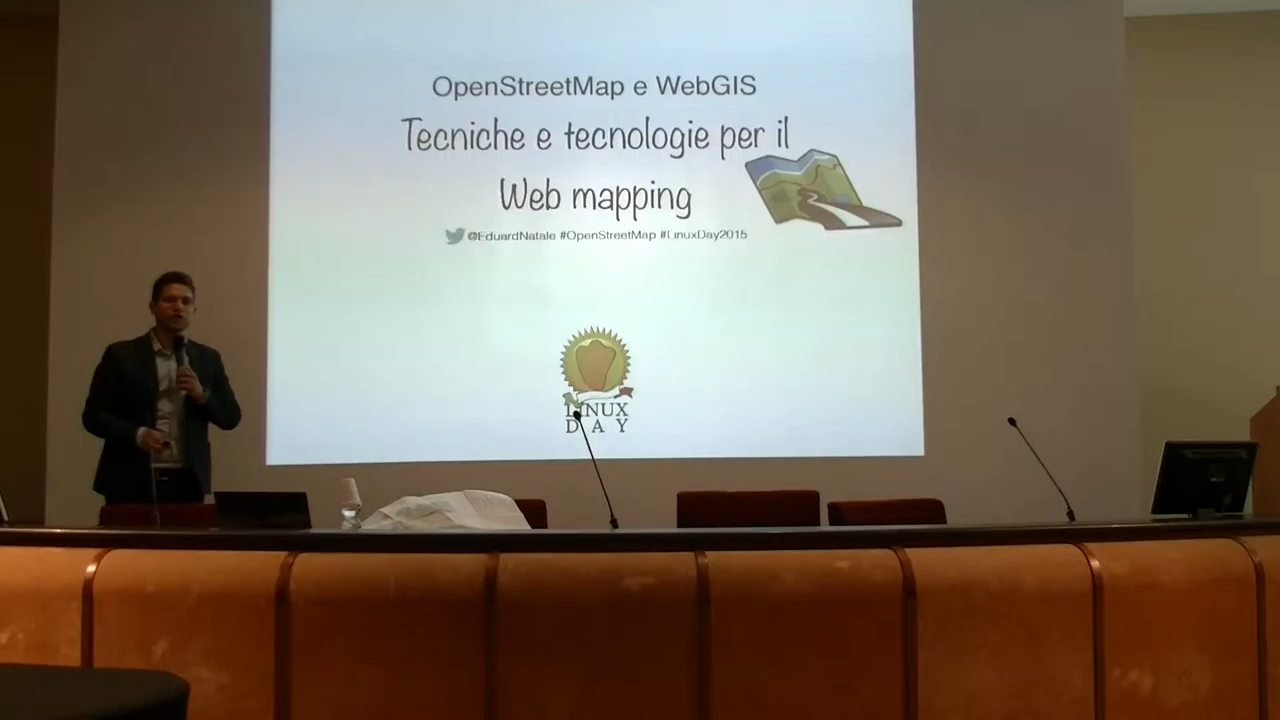 OpenStreetMap e WebGIS
Tecniche e tecnologie per il
Web mapping
@EduardNatale #OpenStreetMap #LinuxDay2015
LINUX
DAY